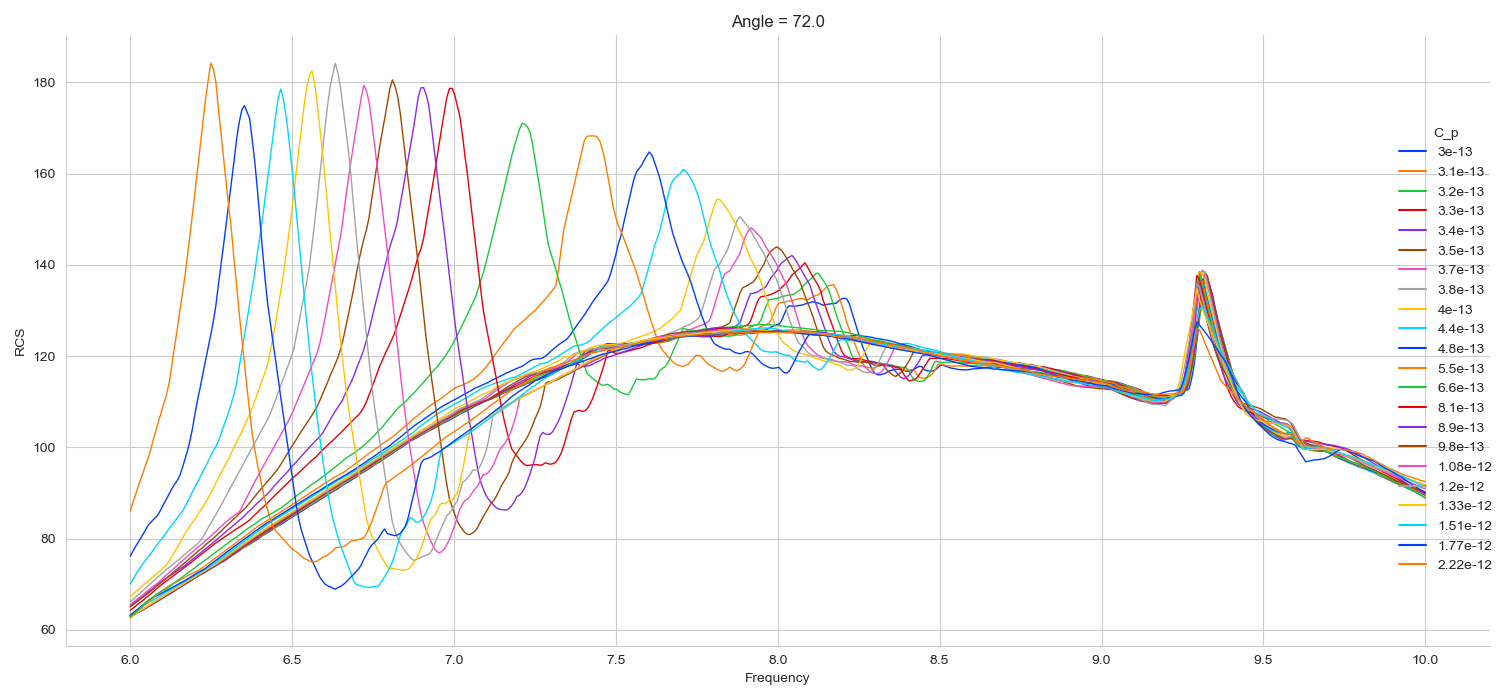 Angle = 72.0
RCS
180
160
140
120
100
80
60
6.0 6.5 7.0 7.5 8.0 8.5 9.0 9.5 10.0
Frequency
C_p
3e-13
3.1e-13
3.2e-13
3.3e-13
3.4e-13
3.5e-13
3.7e-13
3.8e-13
4e-13
4.4e-13
4.8e-13
5.5e-13
6.6e-13
8.1e-13
8.9e-13
9.8e-13
1.08e-12
1.2e-12
1.33e-12
1.51e-12
1.77e-12
2.22e-12